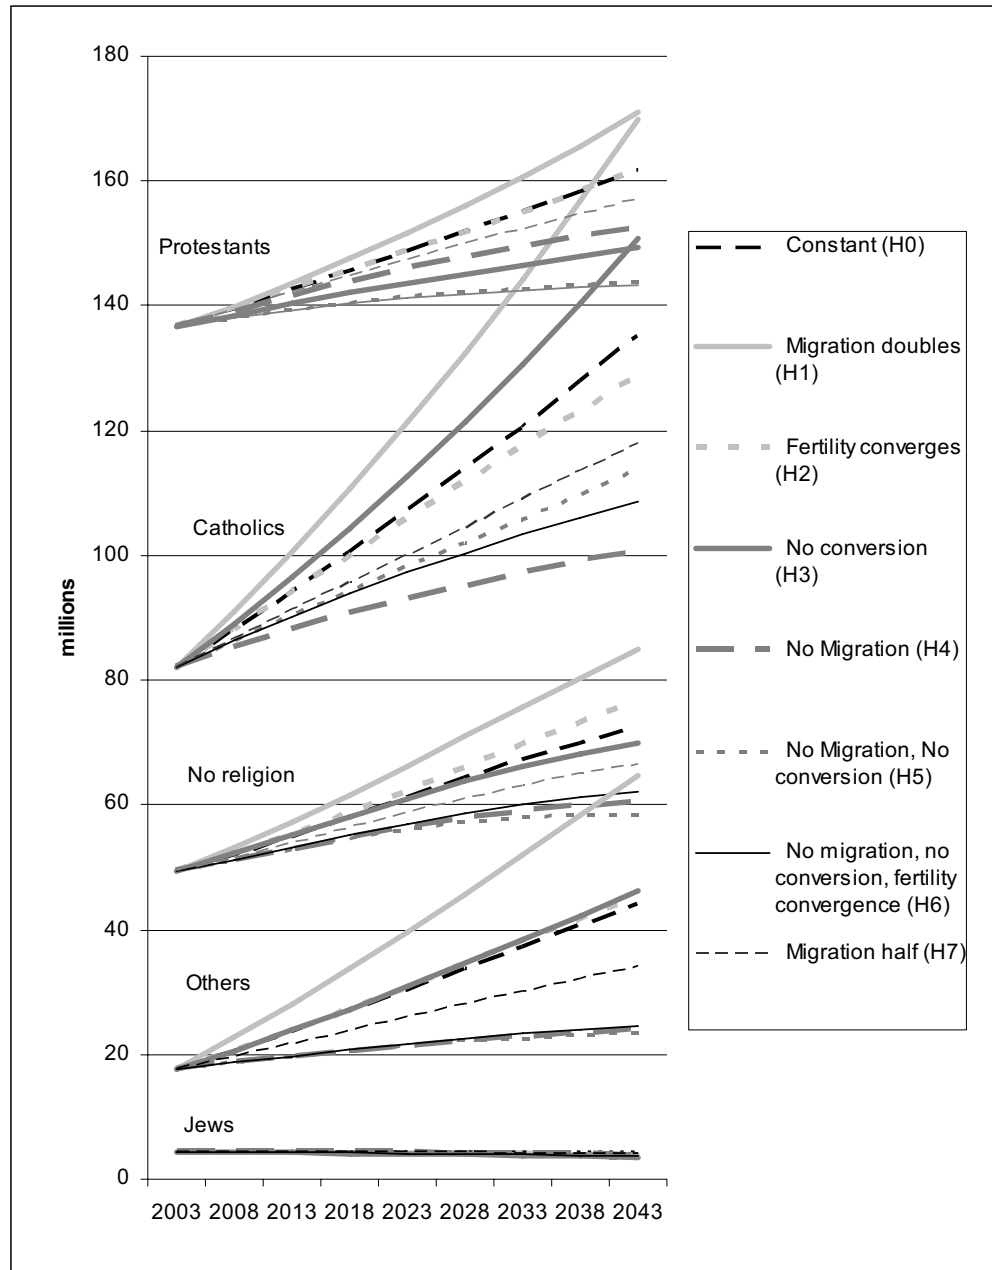 180
160
140
120
100
80
60
40
20
0
millions
Protestants
Catholics
No religion
Others
Jews
2003 2008 2013 2018 2023 2028 2033 2038 2043
Constant (H0)
Migration doubles
(H1)
Fertility converges
(H2)
No conversion
(H3)
No Migration (H4)
No Migration, No
conversion (H5)
No migration, no
conversion, fertility
convergence (H6)
Migration half (H7)